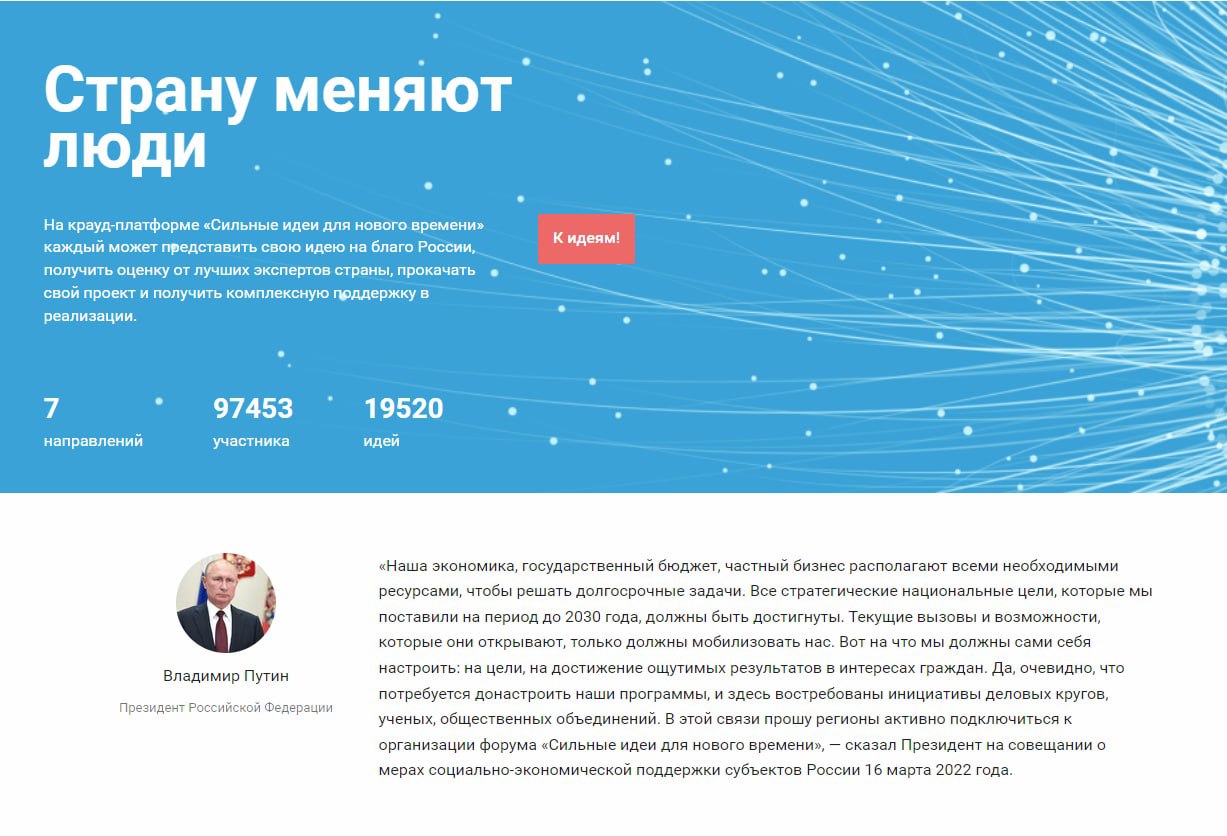 Страну меняют
люди
На крауд-платформе «Сильные идеи для нового времени»
каждый может представить свою идею на благо России,
получить оценку от лучших экспертов страны, прокачать
свой проект и получить комплексную поддержку в
реализации.
К идеям!
7
направлений
97453
участника
19520
идей
Владимир Путин
Президент Российской Федерации
«Наша экономика, государственный бюджет, частный бизнес располагают всеми необходимыми
ресурсами, чтобы решать долгосрочные задачи. Все стратегические национальные цели, которые мы
поставили на период до 2030 года, должны быть достигнуты. Текущие вызовы и возможности,
которые они открывают, только должны мобилизовать нас. Вот на что мы должны сами себя
настроить: на цели, на достижение ощутимых результатов в интересах граждан. Да, очевидно, что
потребуется донастроить наши программы, и здесь востребованы инициативы деловых кругов,
ученых, общественных объединений. В этой связи прошу регионы активно подключиться к
организации форума «Сильные идеи для нового времени», — сказал Президент на совещании о
мерах социально-экономической поддержки субъектов России 16 марта 2022 года.